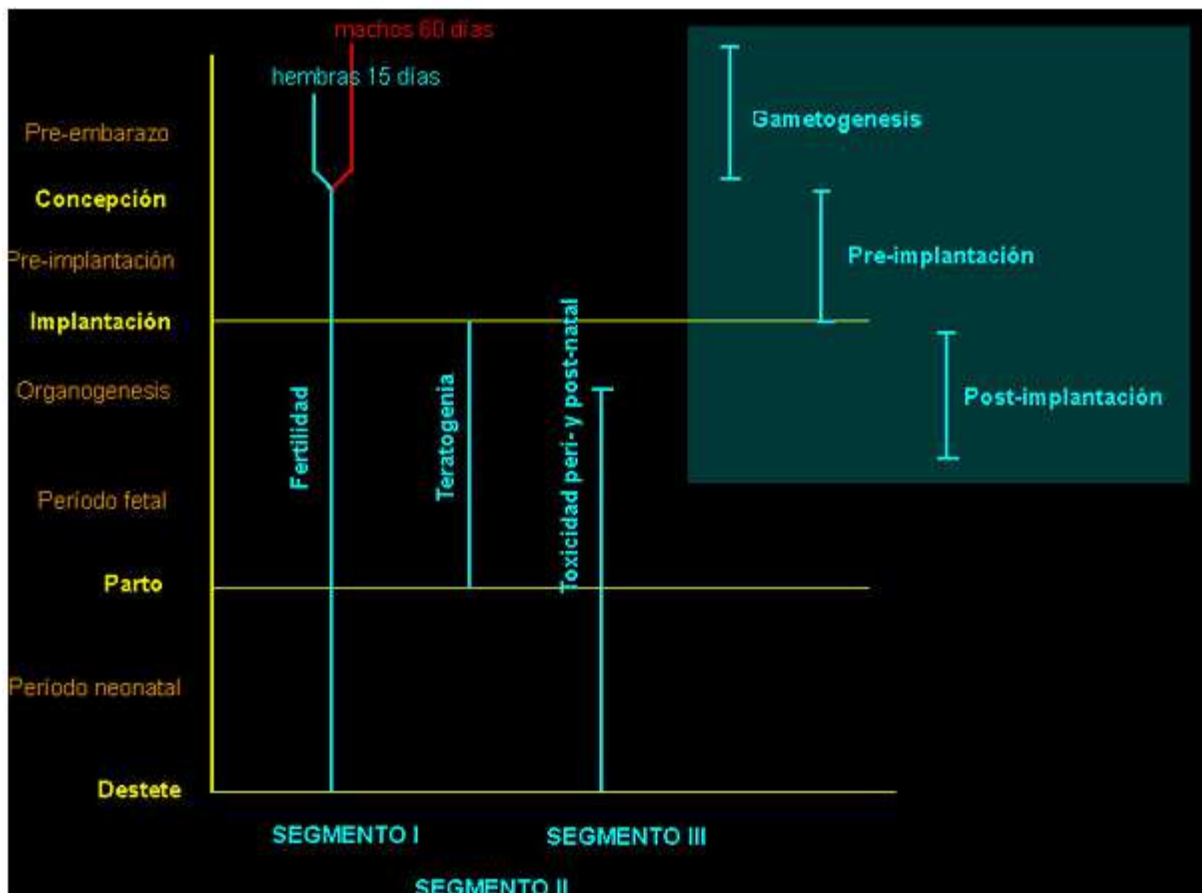 machos 60 días
hembras 15 días
Pre-embarazo
Concepción
Pre-implantación
Implantación
Organogenesis
Período fetal
Parto
Período neonatal
Destete
Fertilidad
Teratogenia
Toxicidad peri- y post-natal
Gametogenesis
Pre-implantación
Post-implantación
SEGMENTO I
SEGMENTO III
SEGMENTO II